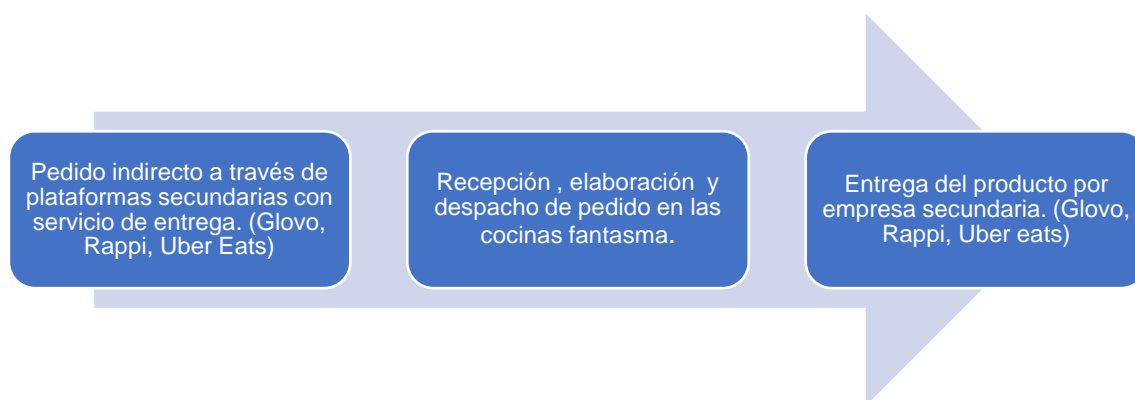 Pedido indirecto a través de
plataformas secundarias con
servicio de entrega. (Glovo,
Rappi, Uber Eats)
Recepción , elaboración  y
despacho de pedido en las
cocinas fantasma.
Entrega del producto por
empresa secundaria. (Glovo,
Rappi, Uber eats)